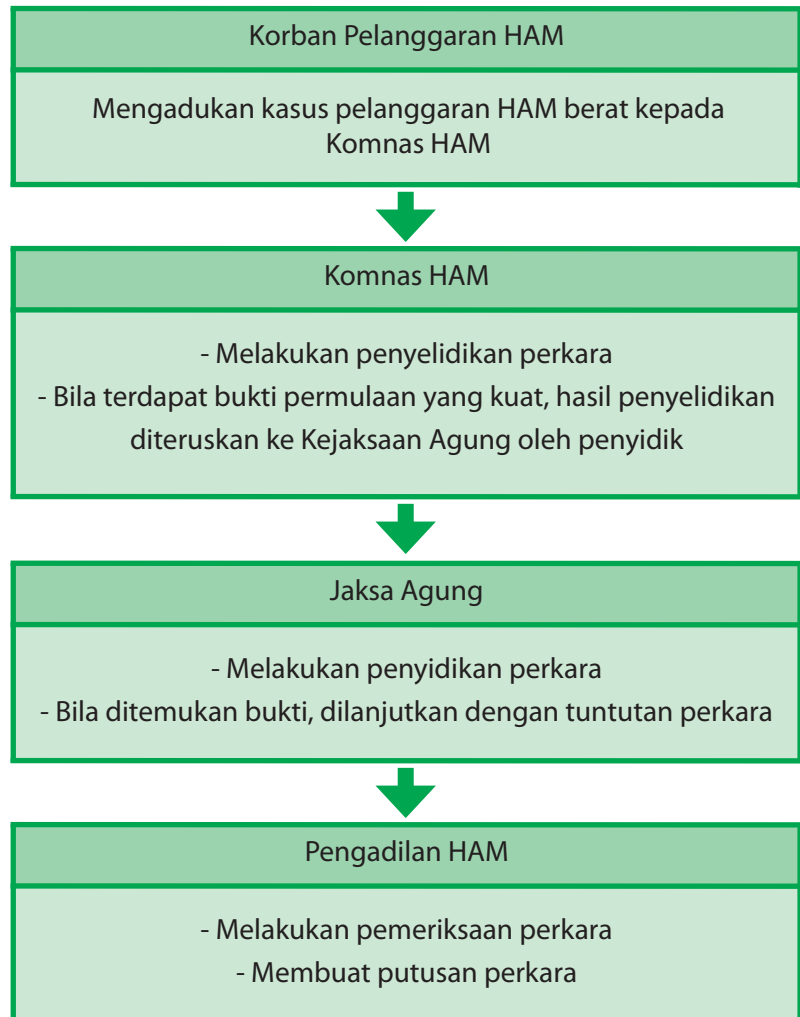 Korban Pelanggaran HAM
Mengadukan kasus pelanggaran HAM berat kepada
Komnas HAM
Komnas HAM
- Melakukan penyelidikan perkara
- Bila terdapat bukti permulaan yang kuat, hasil penyelidikan
diteruskan ke Kejaksaan Agung oleh penyidik
Jaksa Agung
- Melakukan penyidikan perkara
- Bila ditemukan bukti, dilanjutkan dengan tuntutan perkara
Pengadilan HAM
- Melakukan pemeriksaan perkara
- Membuat putusan perkara